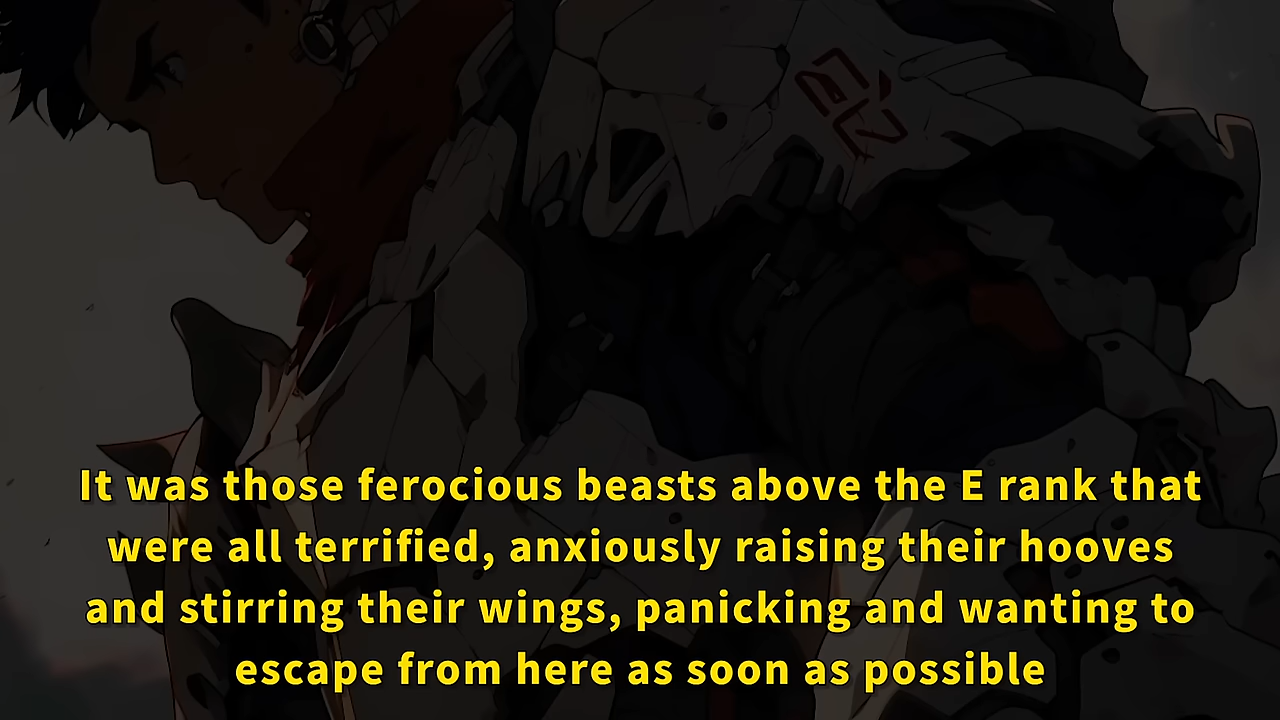 It was those ferocious beasts above the E rank that
were all terrified, anxiously raising their hooves
and stirring their wings, panicking and wanting to
escape from here as soon as possible